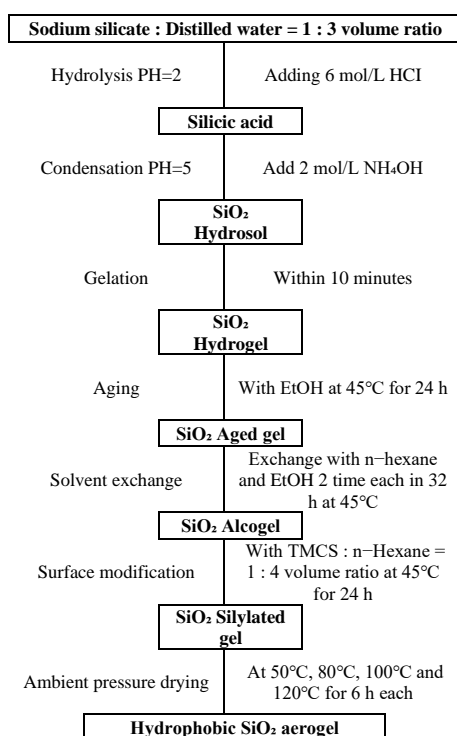 Sodium silicate : Distilled water = 1 : 3 volume ratio
Hydrolysis PH=2
Adding 6 mol/L HCI
Silicic acid
Condensation PH=5
Add 2 mol/L NH₄OH
SiO₂
Hydrosol
Gelation
Within 10 minutes
SiO₂
Hydrogel
Aging
With EtOH at 45℃ for 24 h
SiO₂ Aged gel
Solvent exchange
Exchange with n−hexane
and EtOH 2 time each in 32
h at 45℃
SiO₂ Alcogel
Surface modification
With TMCS : n−Hexane =
1 : 4 volume ratio at 45℃
for 24 h
SiO₂ Silylated
gel
Ambient pressure drying
At 50℃, 80℃, 100℃ and
120℃ for 6 h each
Hydrophobic SiO₂ aerogel